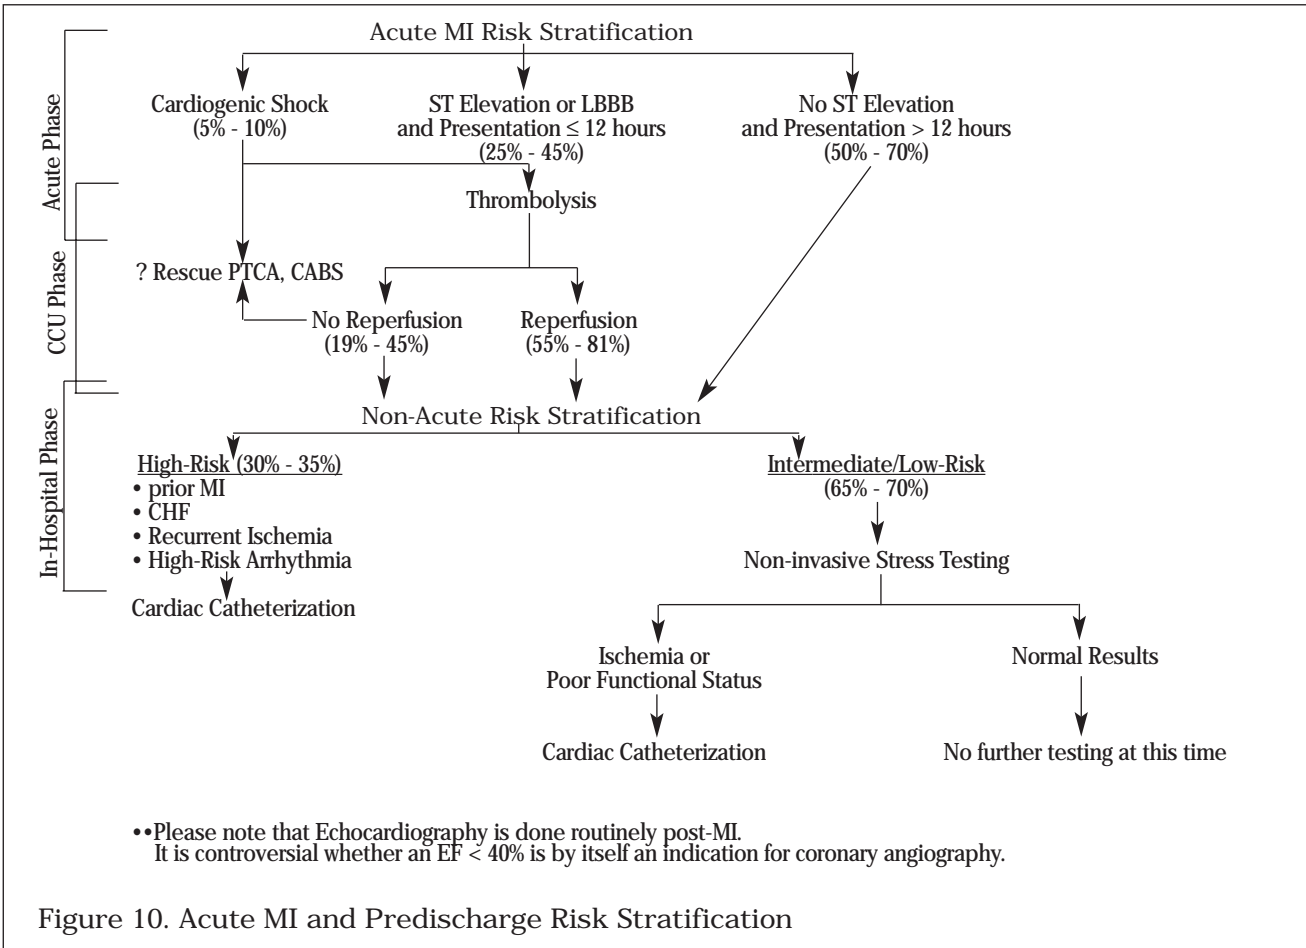 Acute MI Risk Stratification
Acute Phase
CCU Phase
In-Hospital Phase
Cardiogenic Shock
(5% - 10%)
ST Elevation or LBBB
and Presentation ≤ 12 hours
(25% - 45%)
No ST Elevation
and Presentation > 12 hours
(50% - 70%)
Thrombolysis
? Rescue PTCA, CABS
No Reperfusion
(19% - 45%)
Reperfusion
(55% - 81%)
Non-Acute Risk Stratification
High-Risk (30% - 35%)
• prior MI
• CHF
• Recurrent Ischemia
• High-Risk Arrhythmia
Cardiac Catheterization
Intermediate/Low-Risk
(65% - 70%)
Non-invasive Stress Testing
Ischemia or
Poor Functional Status
Cardiac Catheterization
Normal Results
No further testing at this time
••Please note that Echocardiography is done routinely post-MI.
It is controversial whether an EF < 40% is by itself an indication for coronary angiography.
Figure 10. Acute MI and Predischarge Risk Stratification